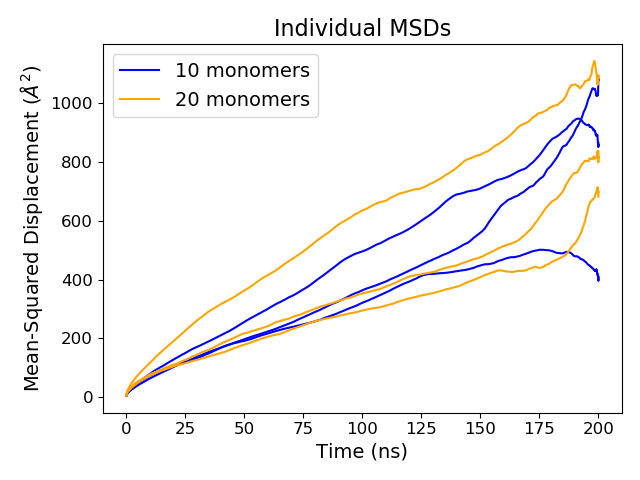 Individual MSDs
10 monomers
20 monomers
Mean-Squared Displacement (Å²)
1000
800
600
400
200
0
0 25 50 75 100 125 150 175 200
Time (ns)